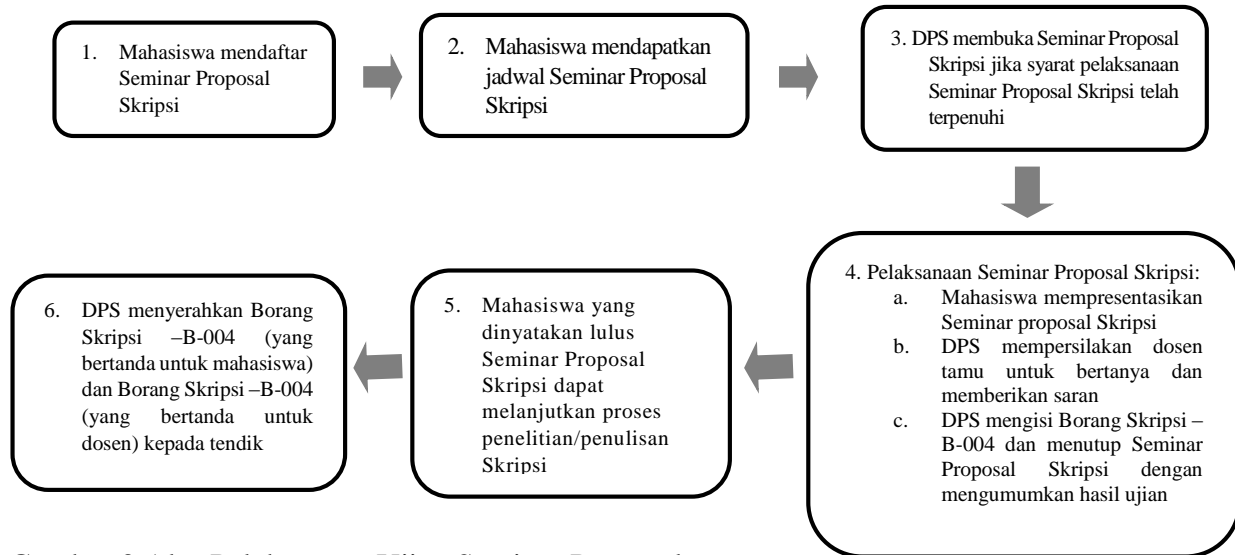 1. Mahasiswa mendaftar
Seminar Proposal
Skripsi
2. Mahasiswa mendapatkan
jadwal Seminar Proposal
Skripsi
3. DPS membuka Seminar Proposal
Skripsi jika syarat pelaksanaan
Seminar Proposal Skripsi telah
terpenuhi
4. Pelaksanaan Seminar Proposal Skripsi:
a. Mahasiswa mempresentasikan
Seminar proposal Skripsi
b. DPS mempersilakan dosen
tamu untuk bertanya dan
memberikan saran
c. DPS mengisi Borang Skripsi –
B-004 dan menutup Seminar
Proposal Skripsi dengan
mengumumkan hasil ujian
5. Mahasiswa yang
dinyatakan lulus
Seminar Proposal
Skripsi dapat
melanjutkan proses
penelitian/penulisan
Skripsi
6. DPS menyerahkan Borang
Skripsi –B-004 (yang
bertanda untuk mahasiswa)
dan Borang Skripsi –B-004
(yang bertanda untuk
dosen) kepada tendik